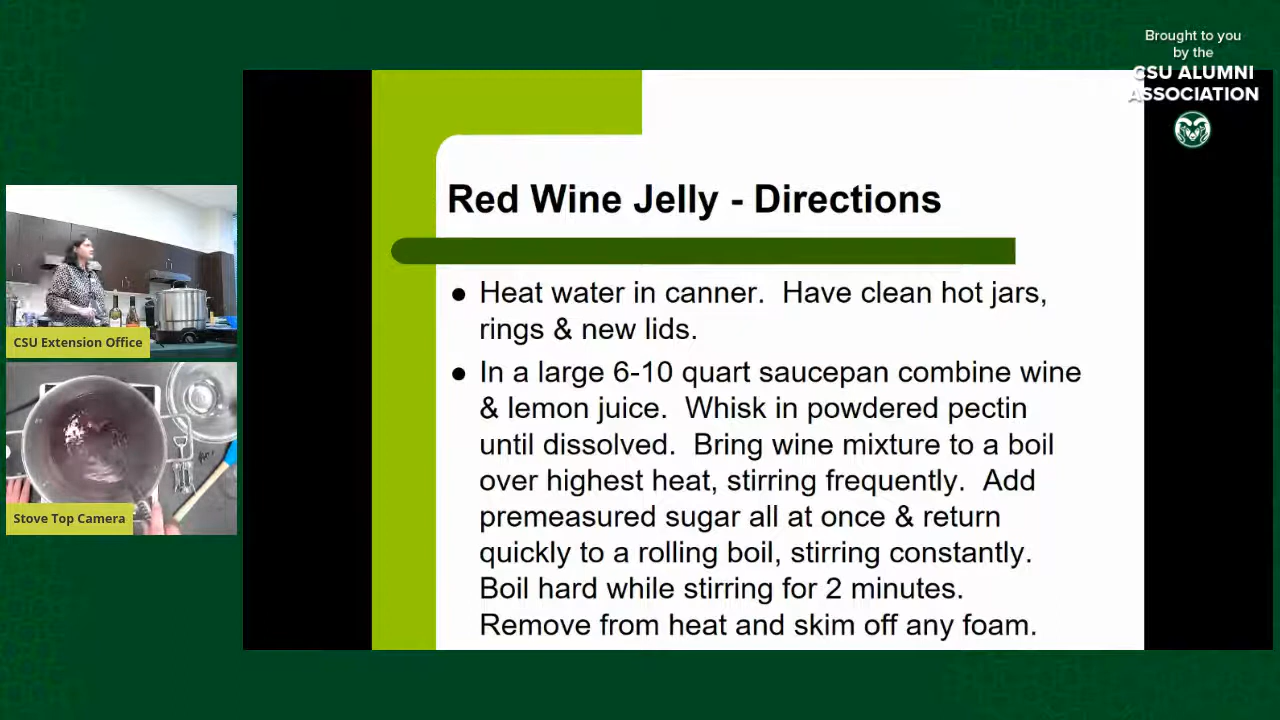 Brought to you
by the
CSU ALUMNI
ASSOCIATION
Red Wine Jelly - Directions
● Heat water in canner.  Have clean hot jars,
rings & new lids.
● In a large 6-10 quart saucepan combine wine
& lemon juice.  Whisk in powdered pectin
until dissolved.  Bring wine mixture to a boil
over highest heat, stirring frequently.  Add
premeasured sugar all at once & return
quickly to a rolling boil, stirring constantly.
Boil hard while stirring for 2 minutes.
Remove from heat and skim off any foam.
CSU Extension Office
Stove Top Camera